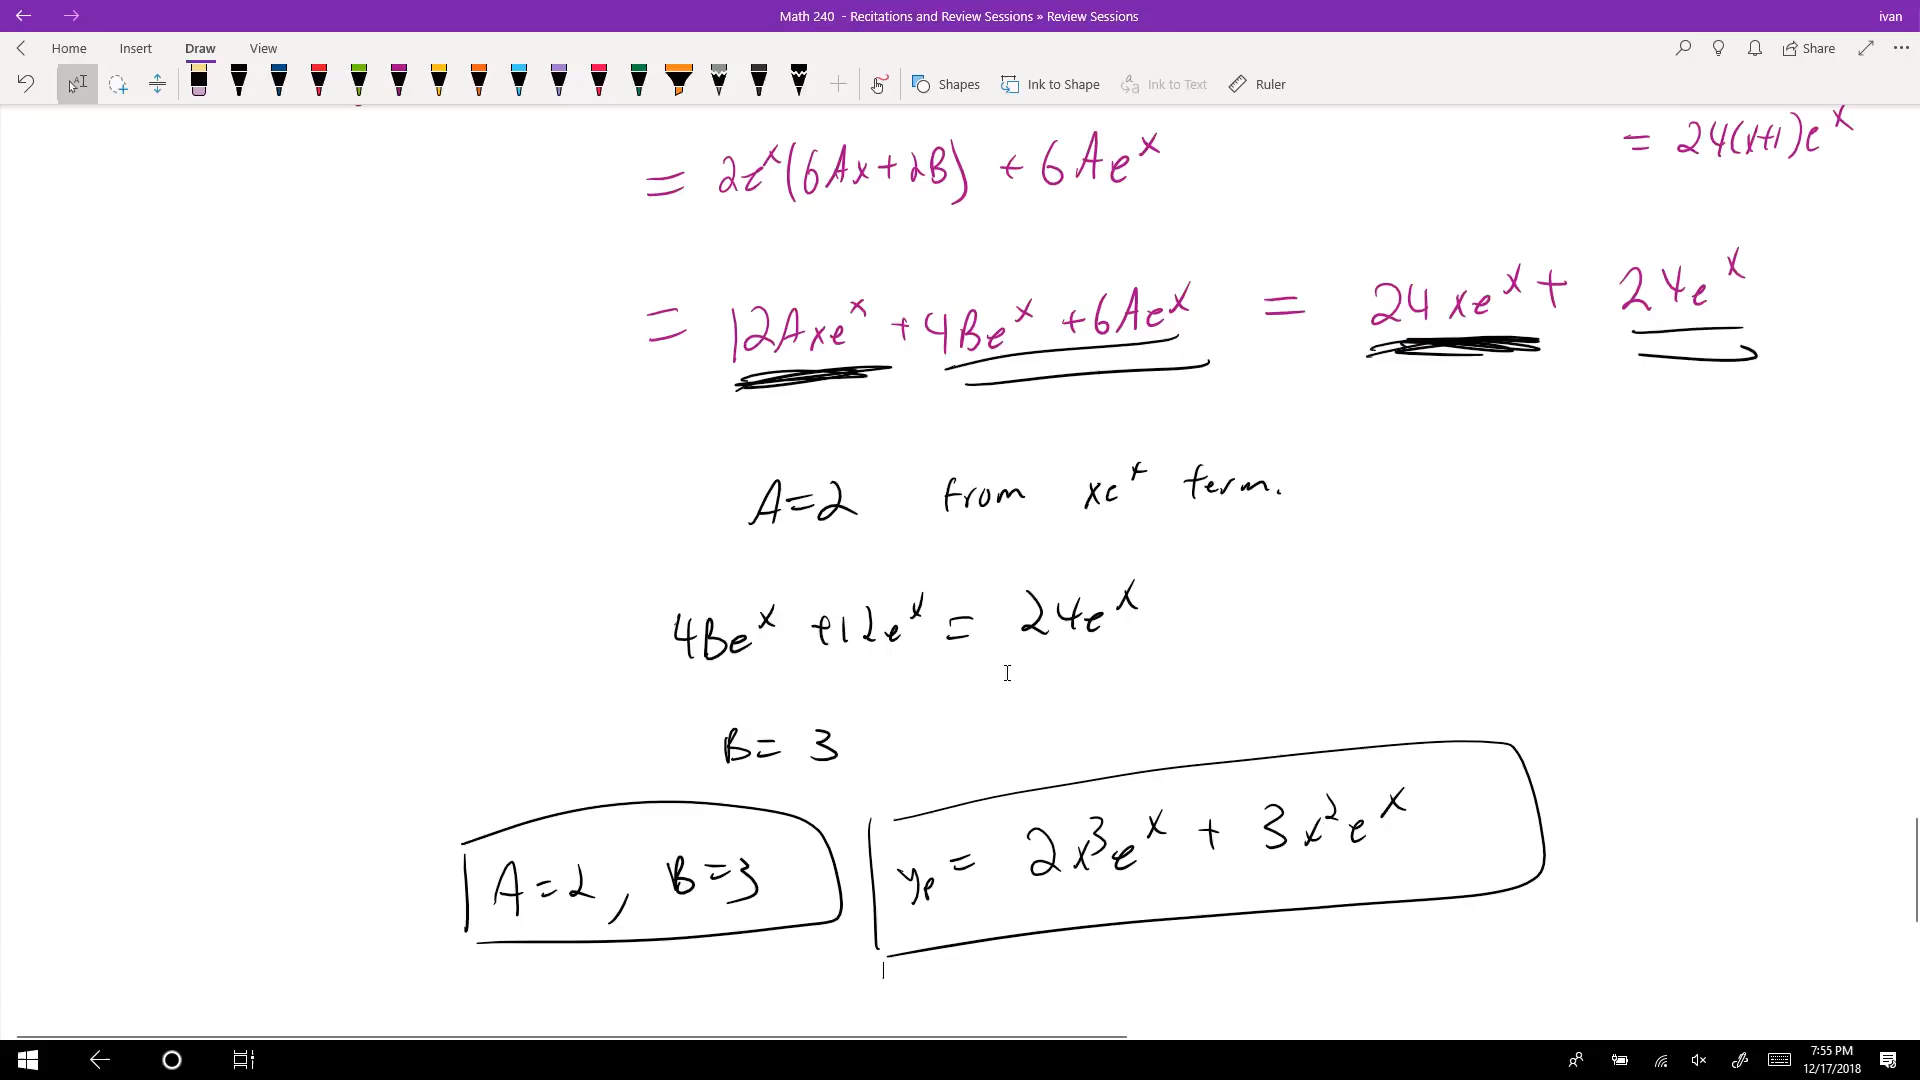 Math 240 - Recitations and Review Sessions » Review Sessions
ivan
Home Insert Draw View
Share
Shapes Ink to Shape Ink to Text Ruler
= 24(x+1)e^x
= 2e^x(6Ax+2B) + 6Ae^x
= 12Axe^x + 4Be^x + 6Ae^x = 24xe^x + 24e^x
A=2 from xe^x term.
4Be^x + 12e^x = 24e^x
B= 3
A=2, B=3
yp = 2x^3e^x + 3x^2e^x
7:55 PM
12/17/2018